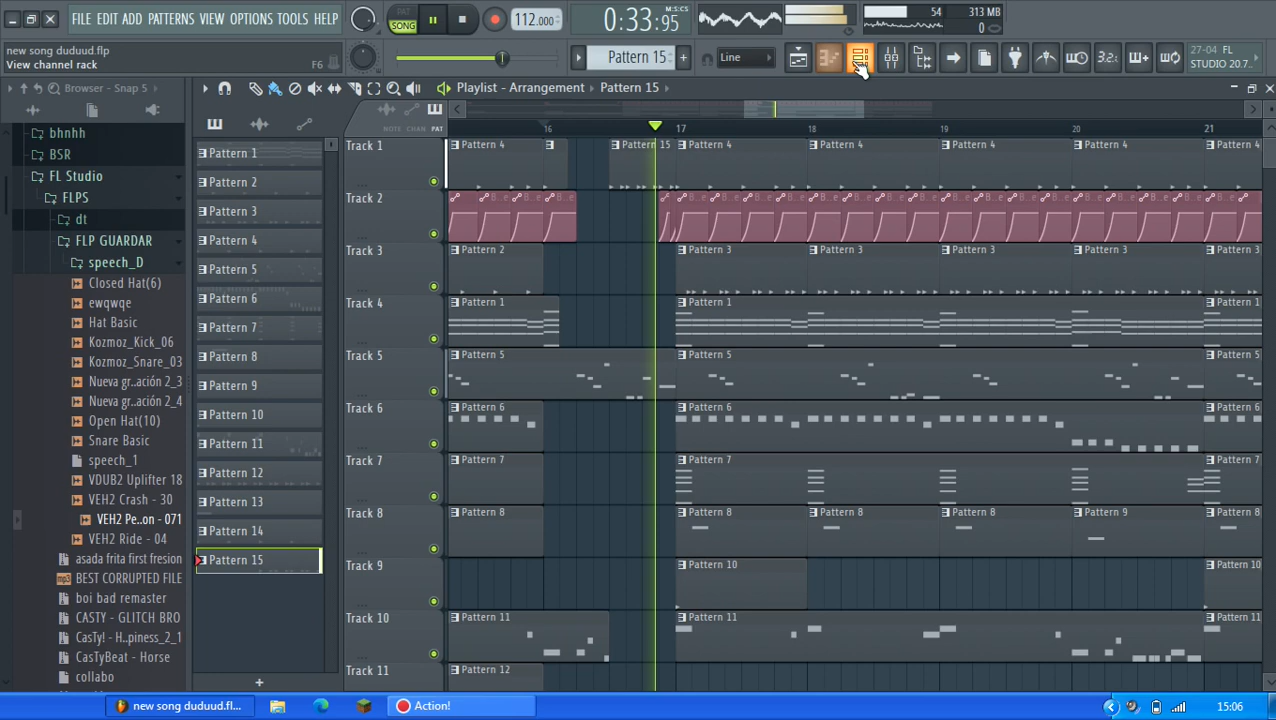 FILE EDIT ADD PATTERNS VIEW OPTIONS TOOLS HELP
PAT
SONG
112.000
0:33:95
M:S:CS
54
313 MB
0
new song duduud.flp
View channel rack
F6
Pattern 15
Line
3.2
27-04 FL
STUDIO 20.7..
Browser - Snap 5
Playlist - Arrangement
Pattern 15
NOTE CHAN PAT
16 17 18 19 20 21
bhnhh
BSR
FL Studio
FLPS
dt
FLP GUARDAR
speech_D
Closed Hat(6)
ewqwqe
Hat Basic
Kozmoz_Kick_06
Kozmoz_Snare_03
Nueva gr..ación 2_3
Nueva gr..ación 2_4
Open Hat(10)
Snare Basic
speech_1
VDUB2 Uplifter 18
VEH2 Crash - 30
VEH2 Pe...on - 071
VEH2 Ride - 04
asada frita first fresion
BEST CORRUPTED FILE
boi bad remaster
CASTY - GLITCH BRO
CasTy! - H..piness_2_1
CasTyBeat - Horse
collabo
Pattern 1
Pattern 2
Pattern 3
Pattern 4
Pattern 5
Pattern 6
Pattern 7
Pattern 8
Pattern 9
Pattern 10
Pattern 11
Pattern 12
Pattern 13
Pattern 14
Pattern 15
Track 1
Pattern 4 Pattern 15 Pattern 4 Pattern 4 Pattern 4 Pattern 4 Pattern 4
Track 2
Track 3
Pattern 2 Pattern 3 Pattern 3 Pattern 3 Pattern 3 Pattern 3
Track 4
Pattern 1 Pattern 1 Pattern 1
Track 5
Pattern 5 Pattern 5 Pattern 5
Track 6
Pattern 6 Pattern 6 Pattern 6
Track 7
Pattern 7 Pattern 7 Pattern 7
Track 8
Pattern 8 Pattern 8 Pattern 8 Pattern 8 Pattern 9 Pattern 8
Track 9
Pattern 10 Pattern 10
Track 10
Pattern 11 Pattern 11 Pattern 11
Track 11
Pattern 12
new song duduud.fl...
Action!
15:06